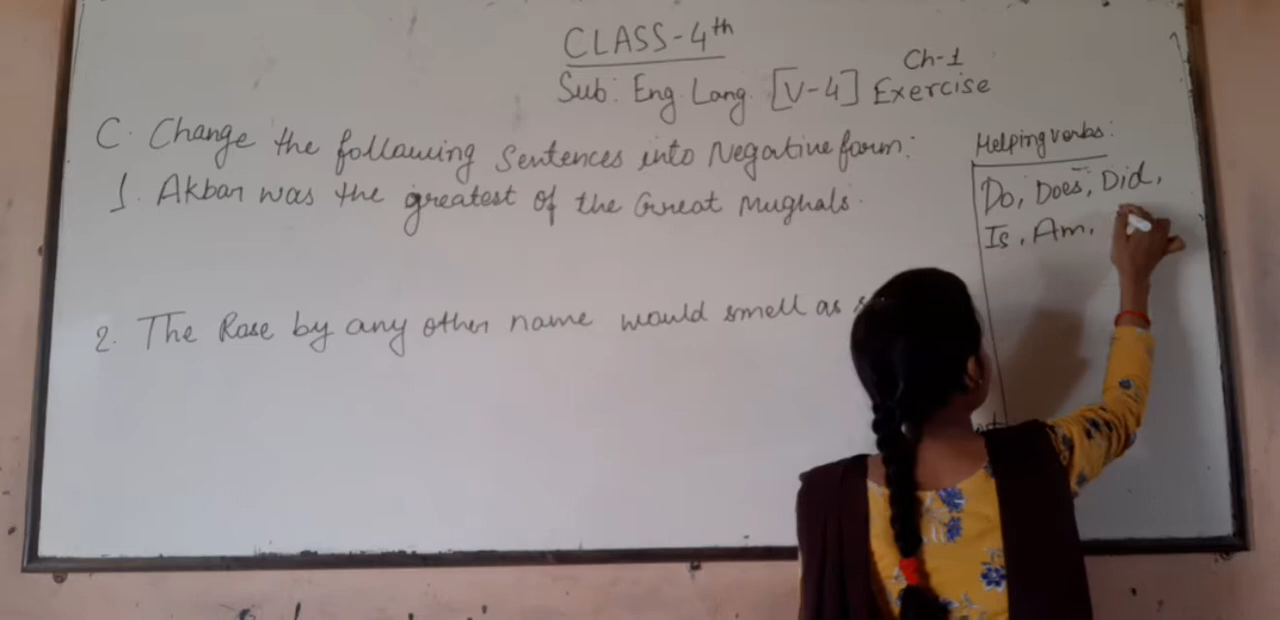 CLASS-4th
Ch-1
Sub: Eng. Lang. [V-4] Exercise
C. Change the following Sentences into Negative form:
1. Akbar was the greatest of the Great Mughals.
2. The Rose by any other name would smell as
Helping verbs:
Do, Does, Did,
Is, Am,